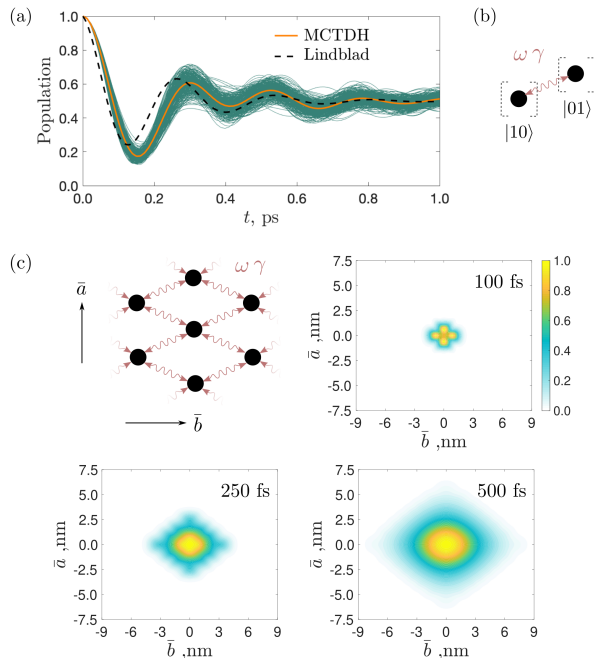 (a)
1.0
0.8
0.6
0.4
0.2
0.0
Population
MCTDH
Lindblad
0.0 0.2 0.4 0.6 0.8 1.0
t, ps
(b)
ω γ
|10⟩
|01⟩
(c)
ω γ
ā
b̄
100 fs
7.5
5.0
2.5
0.0
-2.5
-5.0
-7.5
ā ,nm
-9 -6 -3 0 3 6 9
b̄ ,nm
1.0
0.8
0.6
0.4
0.2
0.0
250 fs
7.5
5.0
2.5
0.0
-2.5
-5.0
-7.5
ā ,nm
-9 -6 -3 0 3 6 9
b̄ ,nm
500 fs
7.5
5.0
2.5
0.0
-2.5
-5.0
-7.5
ā ,nm
-9 -6 -3 0 3 6 9
b̄ ,nm